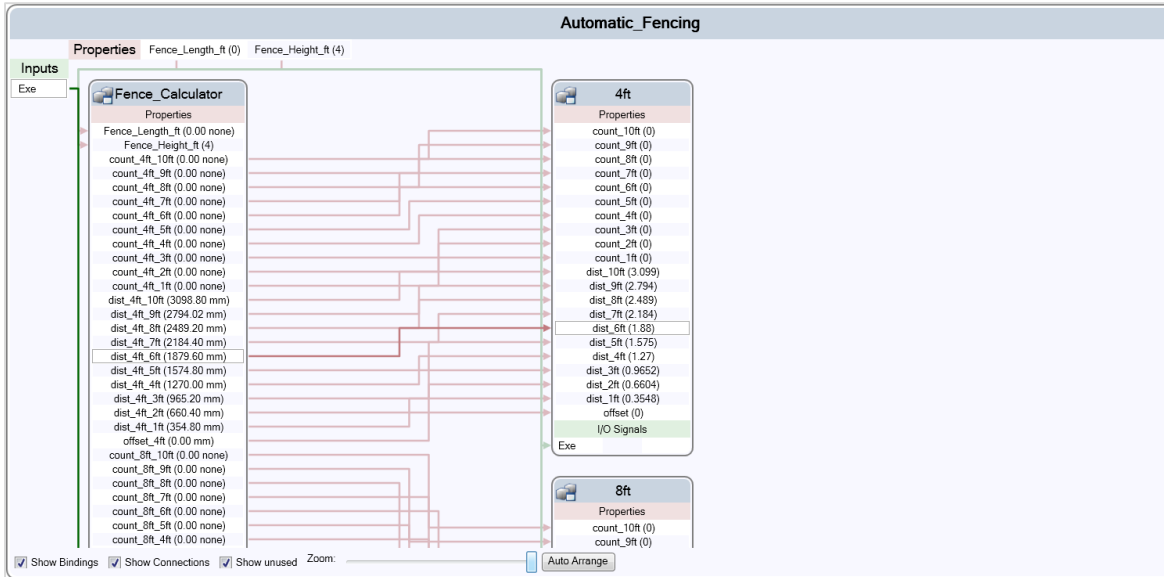 Automatic_Fencing
Properties Fence_Length_ft (0) Fence_Height_ft (4)
Inputs
Exe
Fence_Calculator
Properties
Fence_Length_ft (0.00 none)
Fence_Height_ft (4)
count_4ft_10ft (0.00 none)
count_4ft_9ft (0.00 none)
count_4ft_8ft (0.00 none)
count_4ft_7ft (0.00 none)
count_4ft_6ft (0.00 none)
count_4ft_5ft (0.00 none)
count_4ft_4ft (0.00 none)
count_4ft_3ft (0.00 none)
count_4ft_2ft (0.00 none)
count_4ft_1ft (0.00 none)
dist_4ft_10ft (3098.80 mm)
dist_4ft_9ft (2794.02 mm)
dist_4ft_8ft (2489.20 mm)
dist_4ft_7ft (2184.40 mm)
dist_4ft_6ft (1879.60 mm)
dist_4ft_5ft (1574.80 mm)
dist_4ft_4ft (1270.00 mm)
dist_4ft_3ft (965.20 mm)
dist_4ft_2ft (660.40 mm)
dist_4ft_1ft (354.80 mm)
offset_4ft (0.00 mm)
count_8ft_10ft (0.00 none)
count_8ft_9ft (0.00 none)
count_8ft_8ft (0.00 none)
count_8ft_7ft (0.00 none)
count_8ft_6ft (0.00 none)
count_8ft_5ft (0.00 none)
count_8ft_4ft (0.00 none)
4ft
Properties
count_10ft (0)
count_9ft (0)
count_8ft (0)
count_7ft (0)
count_6ft (0)
count_5ft (0)
count_4ft (0)
count_3ft (0)
count_2ft (0)
count_1ft (0)
dist_10ft (3.099)
dist_9ft (2.794)
dist_8ft (2.489)
dist_7ft (2.184)
dist_6ft (1.88)
dist_5ft (1.575)
dist_4ft (1.27)
dist_3ft (0.9652)
dist_2ft (0.6604)
dist_1ft (0.3548)
offset (0)
I/O Signals
Exe
8ft
Properties
count_10ft (0)
count_9ft (0)
Show Bindings Show Connections Show unused Zoom: Auto Arrange